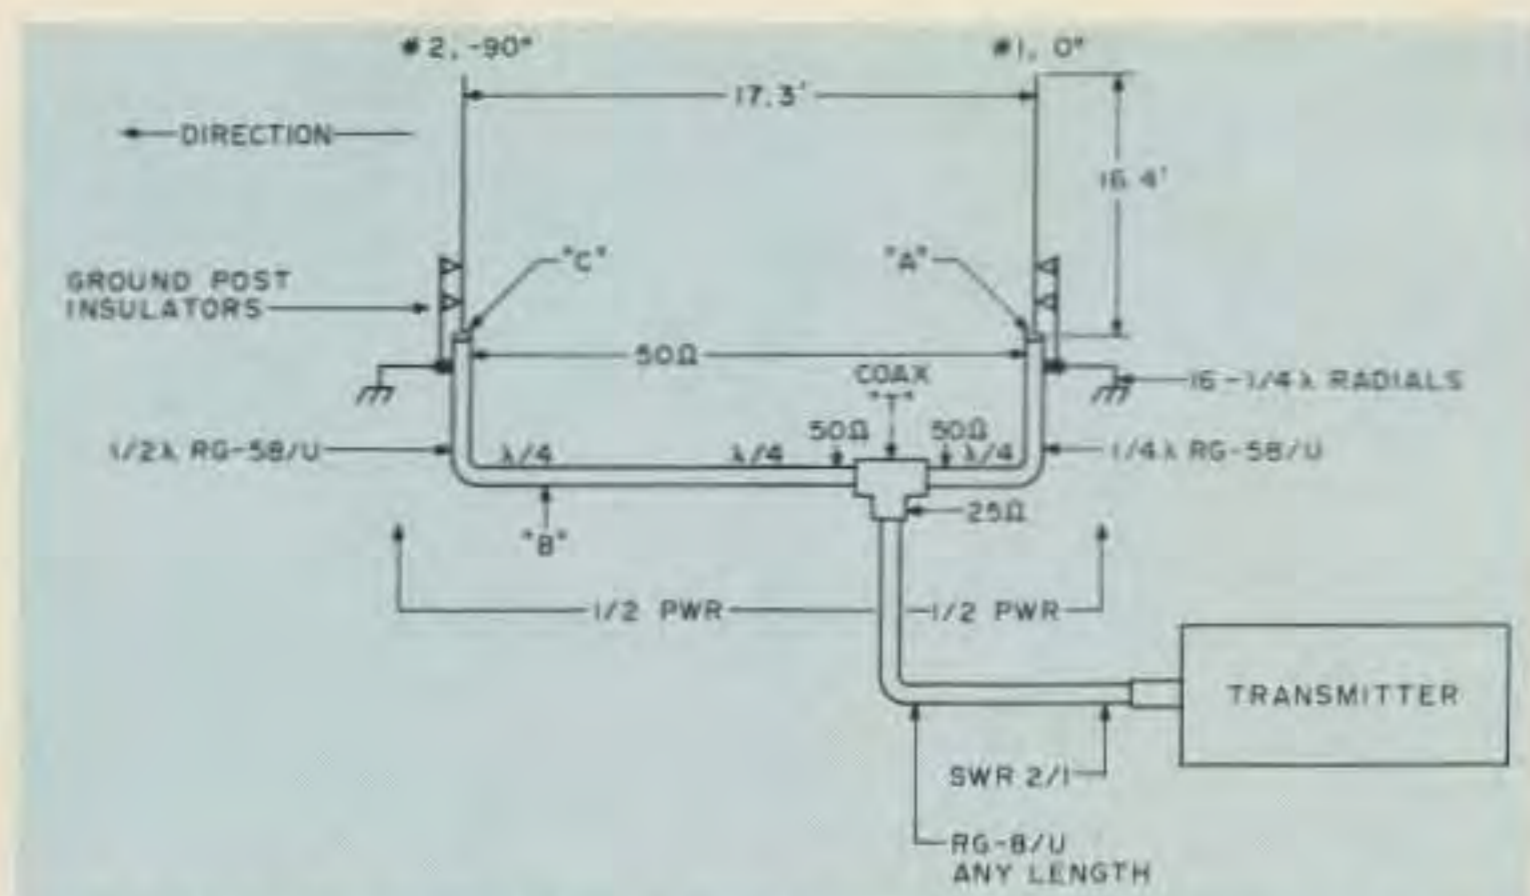 #2, -90°
#1, 0°
17.3'
DIRECTION
16.4'
"C"
"A"
GROUND POST
INSULATORS
50Ω
COAX
"T"
16-1/4 λ RADIALS
50Ω
50Ω
1/2λ RG-58/U
λ/4
λ/4
λ/4
1/4λ RG-58/U
25Ω
"B"
1/2 PWR
1/2 PWR
TRANSMITTER
SWR 2/1
RG-8/U
ANY LENGTH